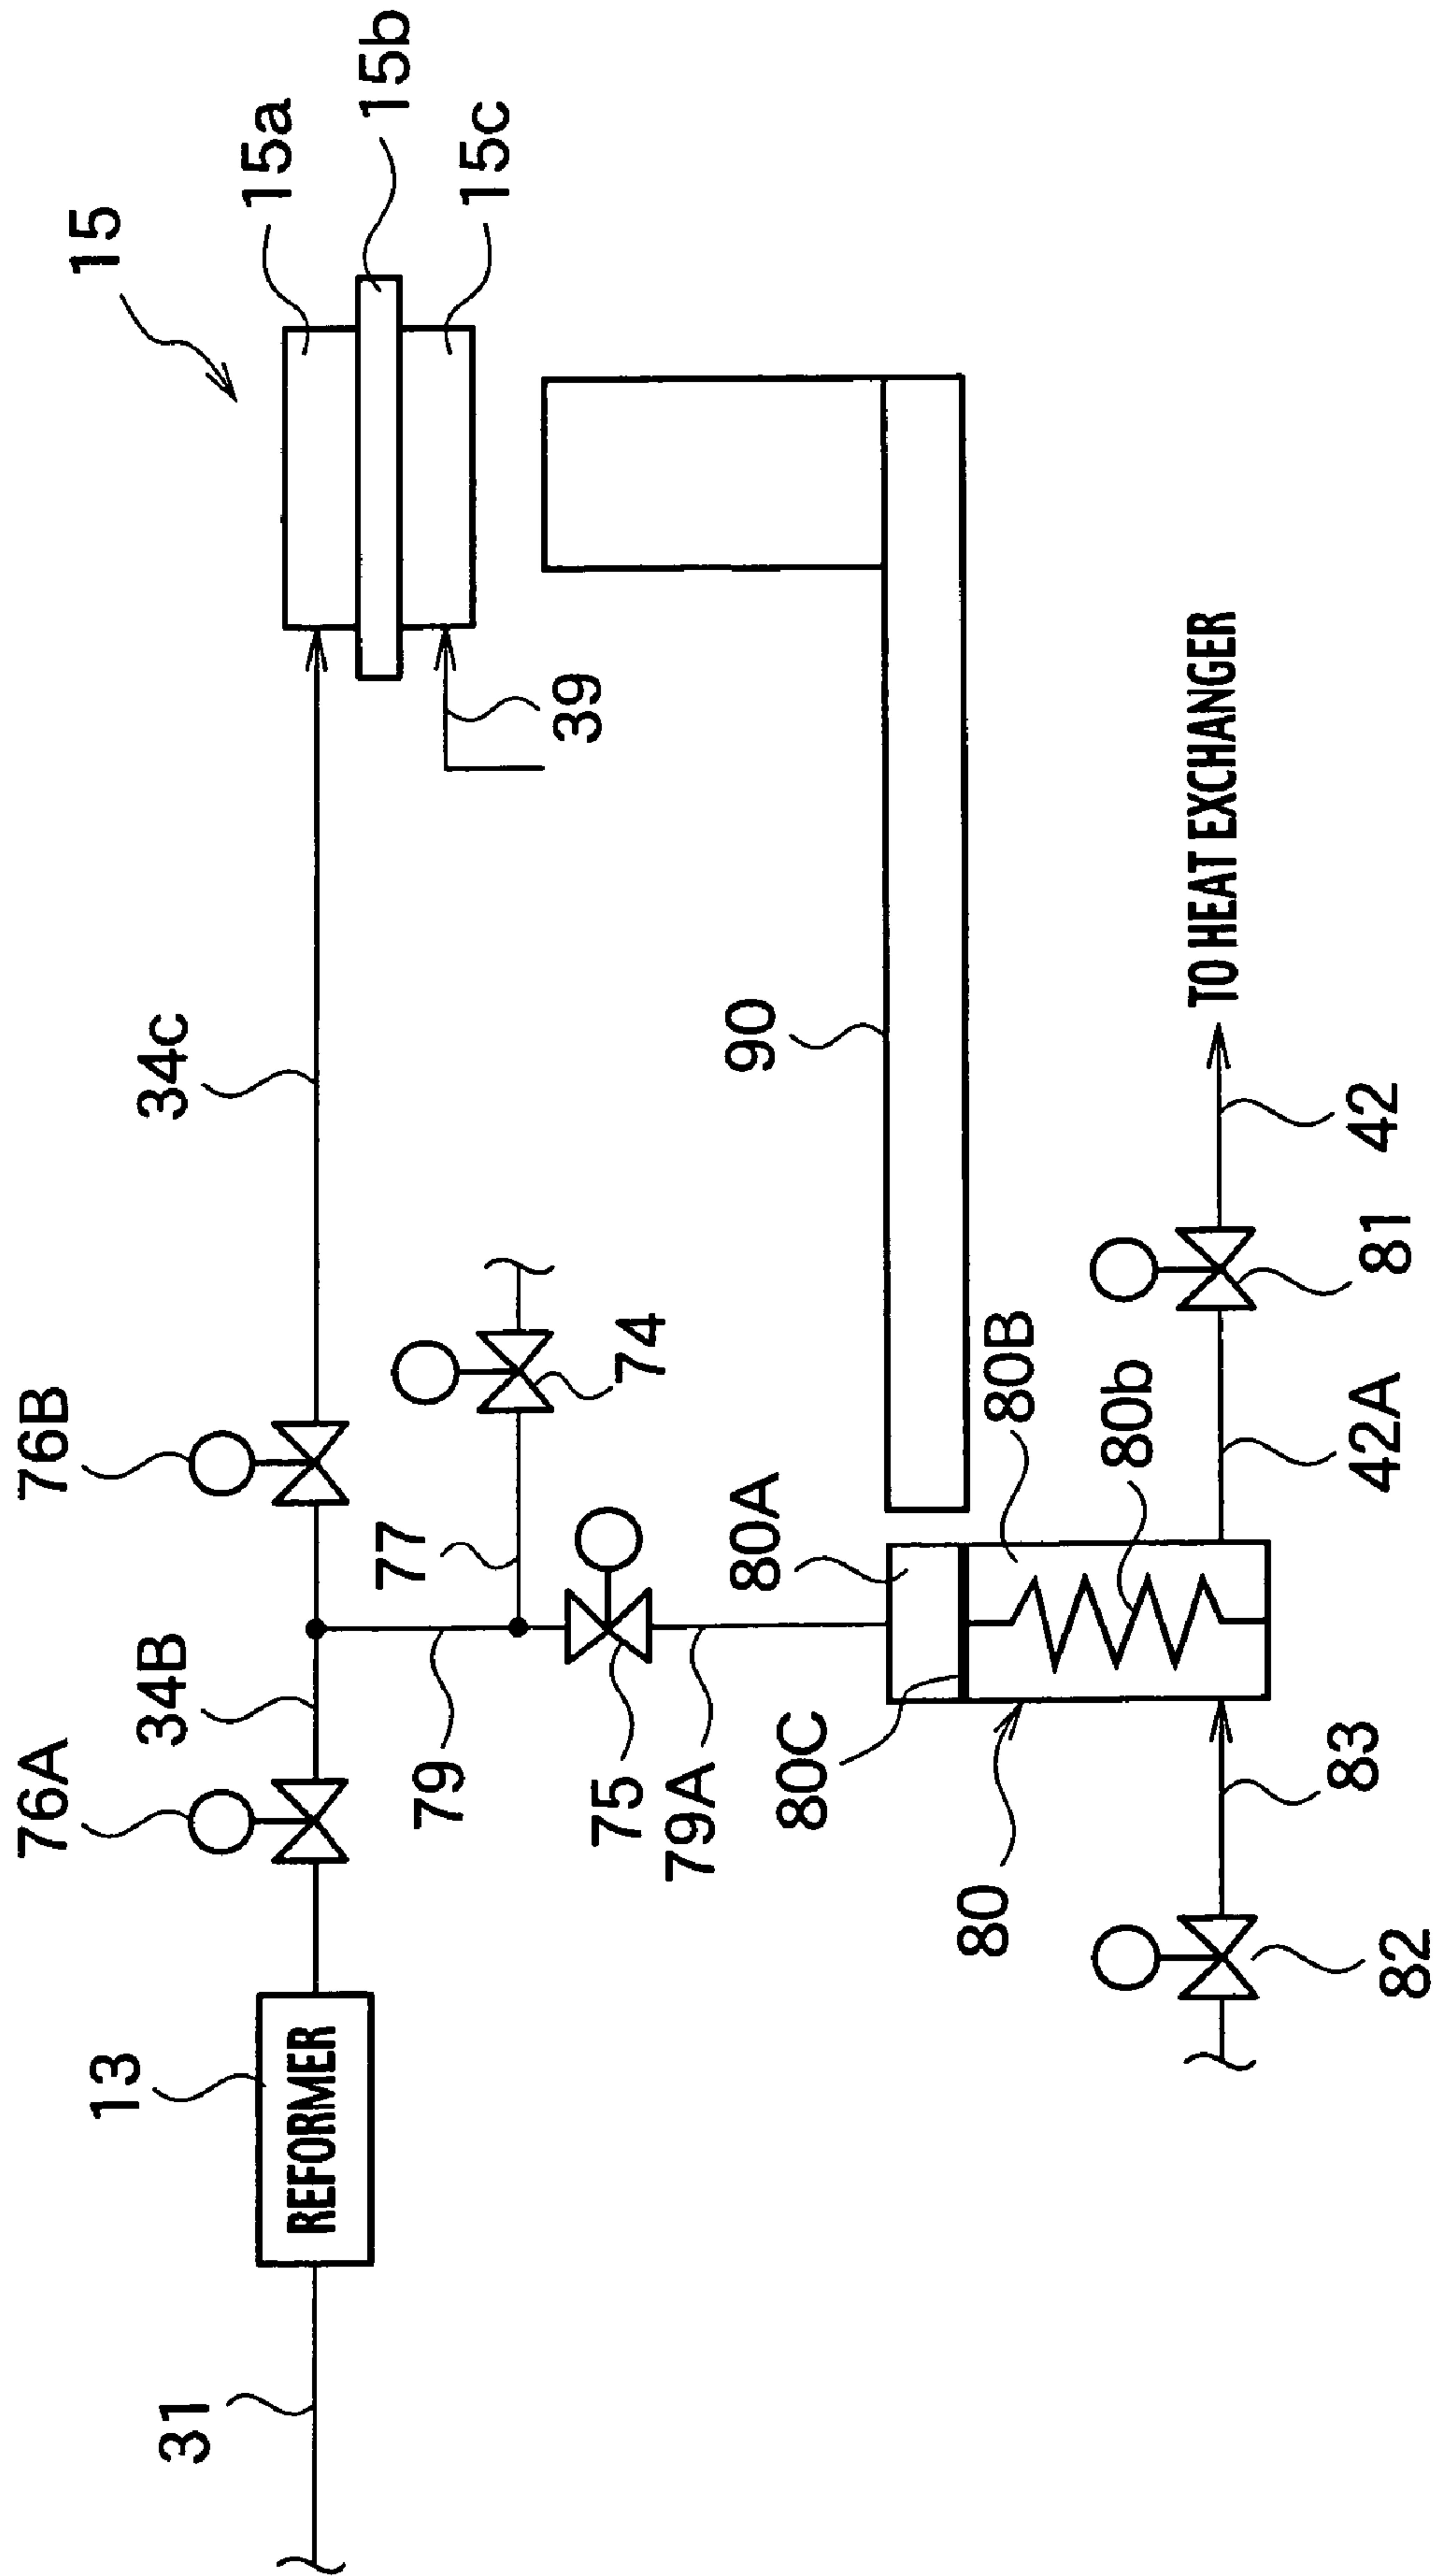 15
15a
15b
15c
76B
34c
76A
34B
39
77
74
13
REFORMER
31
79
75
79A
90
80A
80B
80b
80C
80
TO HEAT EXCHANGER
42
81
42A
83
82